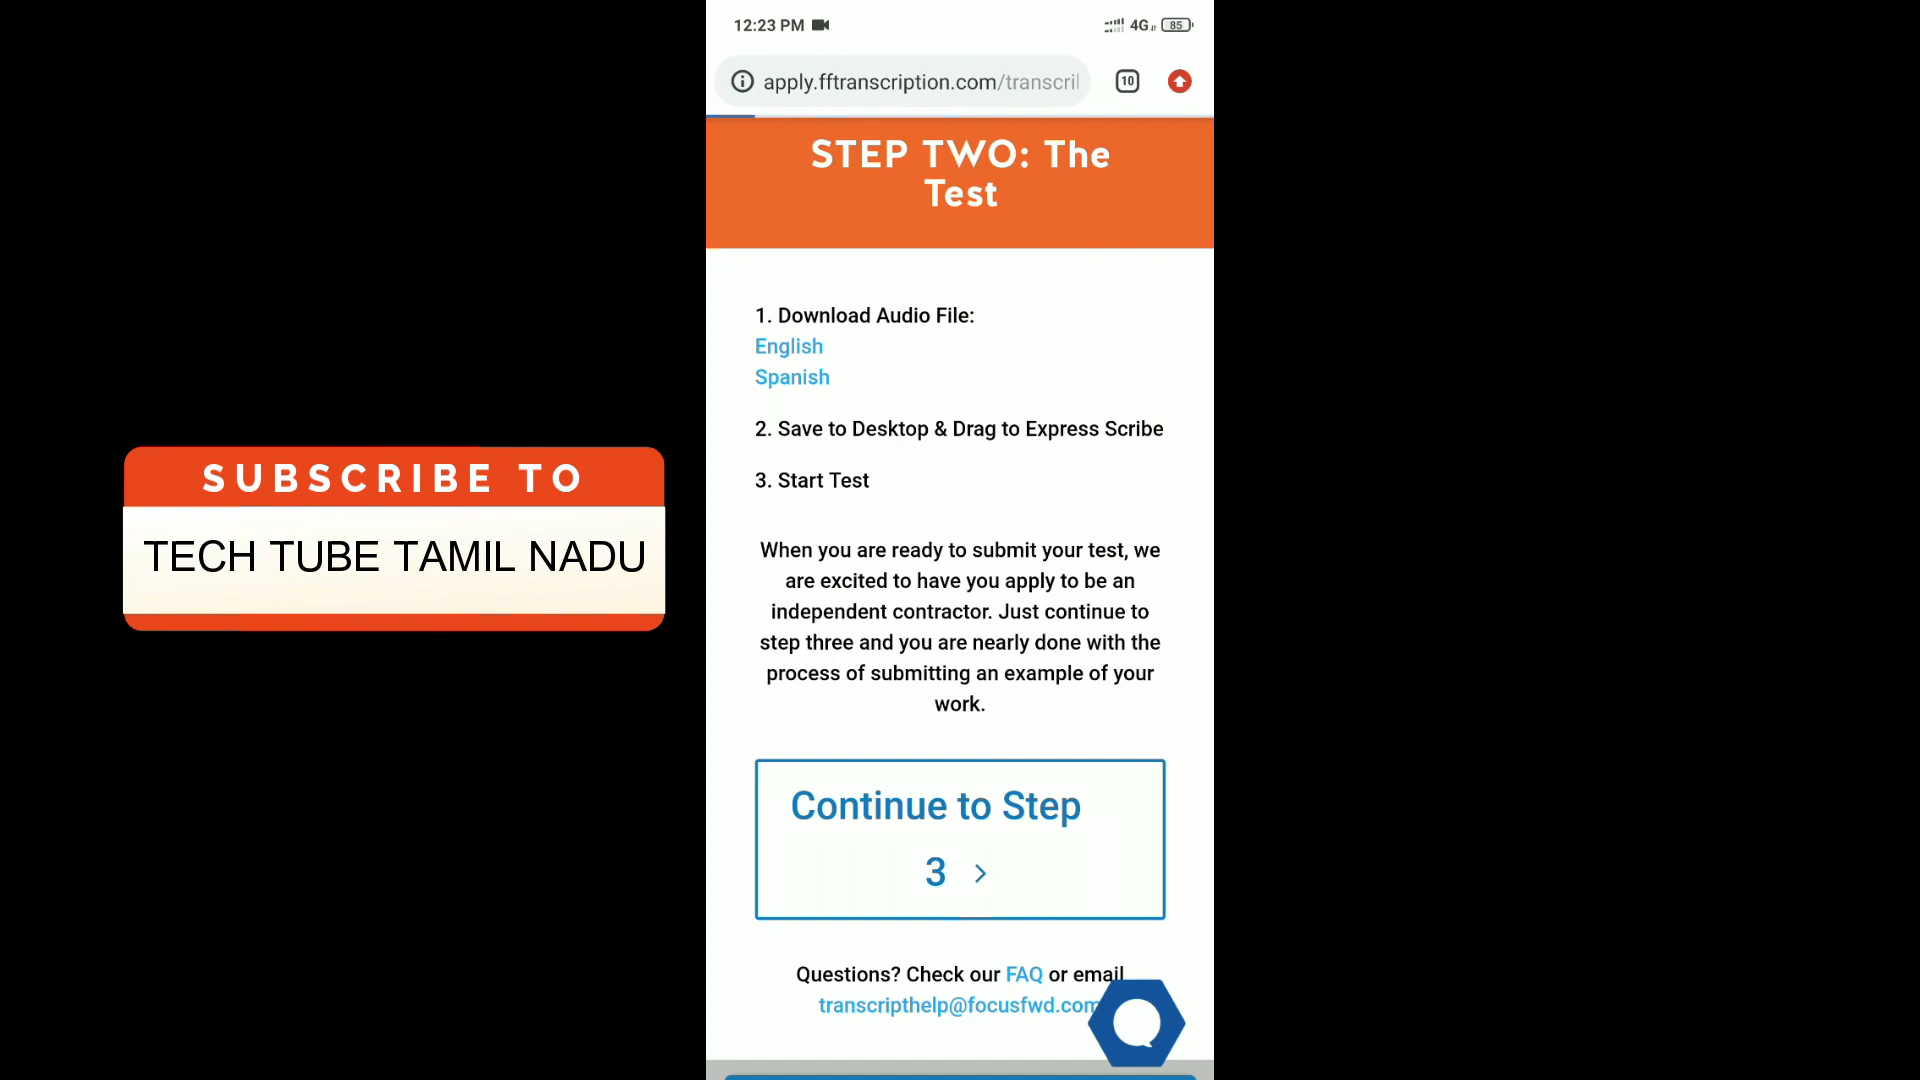 12:23 PM
4G 85
apply.fftranscription.com/transcril
10
STEP TWO: The
Test
1. Download Audio File:
English
Spanish
2. Save to Desktop & Drag to Express Scribe
3. Start Test
When you are ready to submit your test, we
are excited to have you apply to be an
independent contractor. Just continue to
step three and you are nearly done with the
process of submitting an example of your
work.
Continue to Step
3 >
Questions? Check our FAQ or email
transcripthelp@focusfwd.com
SUBSCRIBE TO
TECH TUBE TAMIL NADU